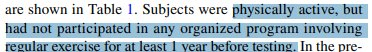 are shown in Table 1. Subjects were physically active, but
had not participated in any organized program involving
regular exercise for at least 1 year before testing. In the pre-